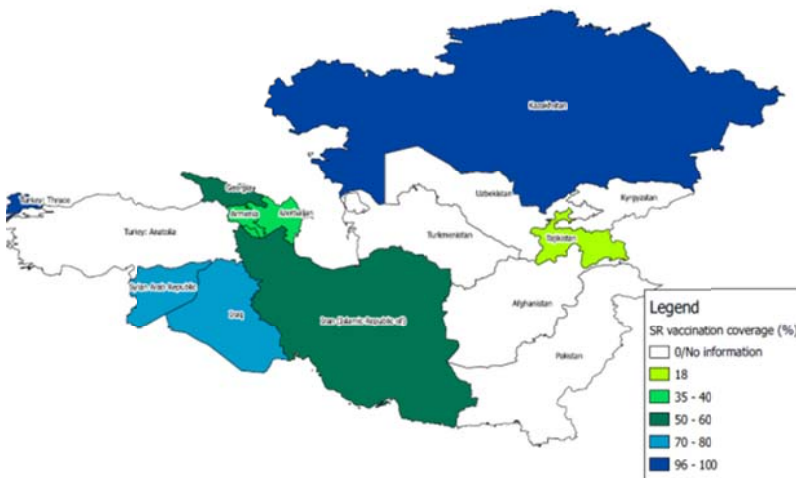 Kazakhstan
Uzbekistan
Kyrgyzstan
Georgia
Turkey: Thrace
Armenia
Azerbaijan
Turkey: Anatolia
Turkmenistan
Tajikistan
Syrian Arab Republic
Afghanistan
Iraq
Iran (Islamic Republic of)
Pakistan
Legend
SR vaccination coverage (%)
0/No information
18
35 - 40
50 - 60
70 - 80
96 - 100